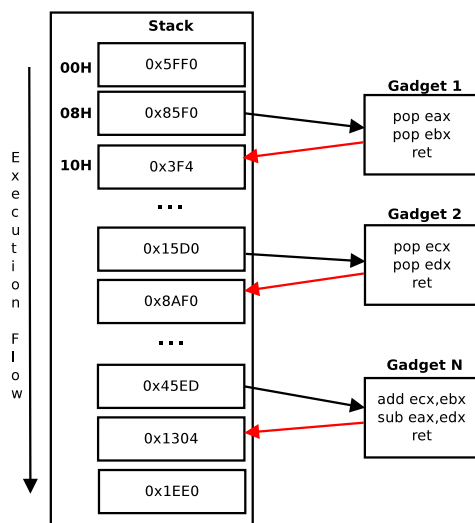 Stack
00H
0x5FF0
08H
0x85F0
10H
0x3F4
...
0x15D0
0x8AF0
...
0x45ED
0x1304
0x1EE0
Execution Flow
Gadget 1
pop eax
pop ebx
ret
Gadget 2
pop ecx
pop edx
ret
Gadget N
add ecx,ebx
sub eax,edx
ret